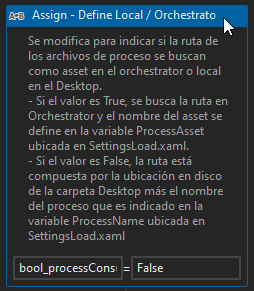 A+B Assign - Define Local / Orchestrato
Se modifica para indicar si la ruta de
los archivos de proceso se buscan
como asset en el orchestrator o local
en el Desktop.
- Si el valor es True, se busca la ruta en
Orchestrator y el nombre del asset se
define en la variable ProcessAsset
ubicada en SettingsLoad.xaml.
- Si el valor es False, la ruta está
compuesta por la ubicación en disco
de la carpeta Desktop más el nombre
del proceso que es indicado en la
variable ProcessName ubicada en
SettingsLoad.xaml
bool_processConsu = False